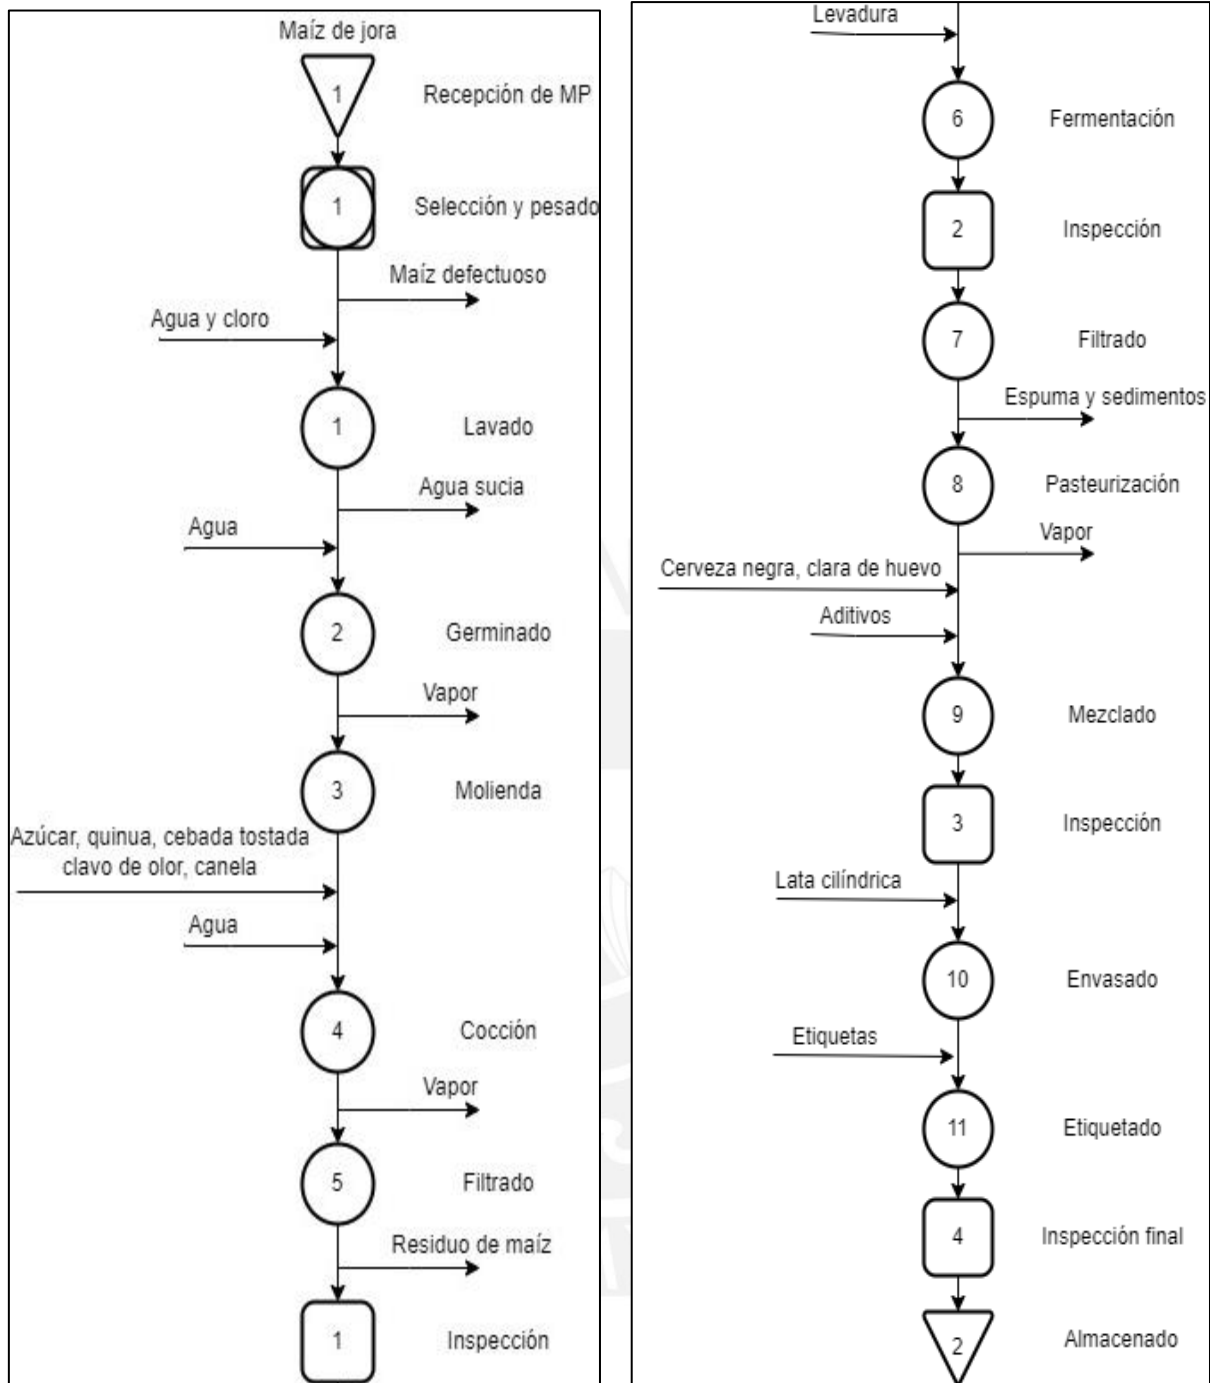 Maíz de jora
1
Recepción de MP
1
Selección y pesado
Maíz defectuoso
Agua y cloro
1
Lavado
Agua sucia
Agua
2
Germinado
Vapor
3
Molienda
Azúcar, quinua, cebada tostada
clavo de olor, canela
Agua
4
Cocción
Vapor
5
Filtrado
Residuo de maíz
1
Inspección
Levadura
6
Fermentación
2
Inspección
7
Filtrado
Espuma y sedimentos
8
Pasteurización
Vapor
Cerveza negra, clara de huevo
Aditivos
9
Mezclado
3
Inspección
Lata cilíndrica
10
Envasado
Etiquetas
11
Etiquetado
4
Inspección final
2
Almacenado